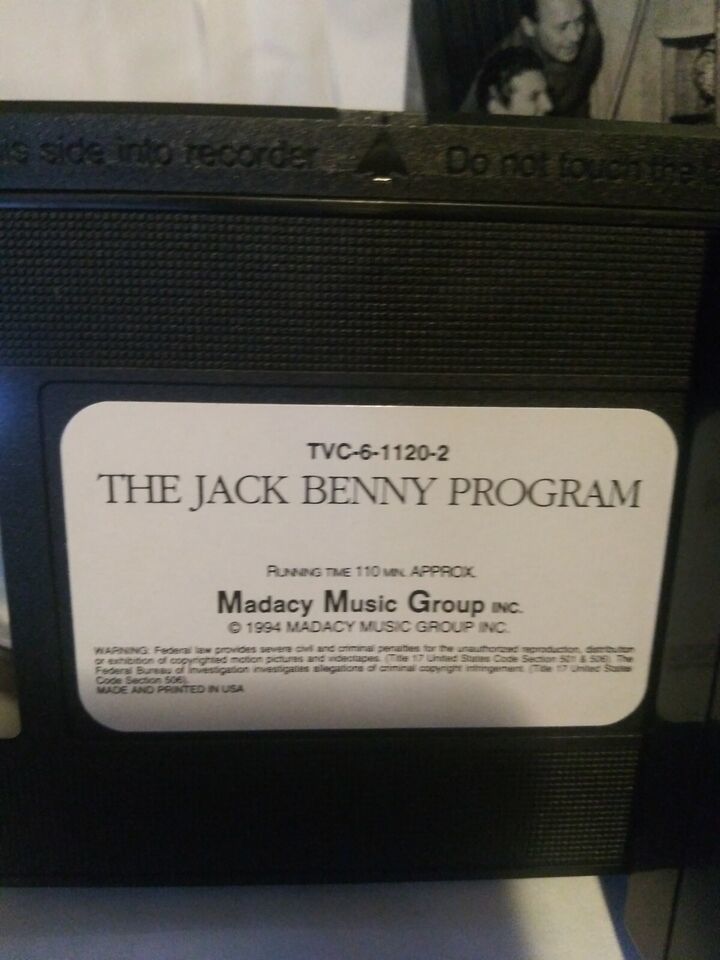 s side into recorder Do not touch the
TVC-6-1120-2
THE JACK BENNY PROGRAM
RUNNING TIME 110 MIN. APPROX.
Madacy Music Group INC.
© 1994 MADACY MUSIC GROUP INC.
WARNING: Federal law provides severe civil and criminal penalties for the unauthorized reproduction, distribution
or exhibition of copyrighted motion pictures and videotapes. (Title 17 United States Code Section 501 & 506). The
Federal Bureau of Investigation investigates allegations of criminal copyright infringement. (Title 17 United States
Code Section 506).
MADE AND PRINTED IN USA